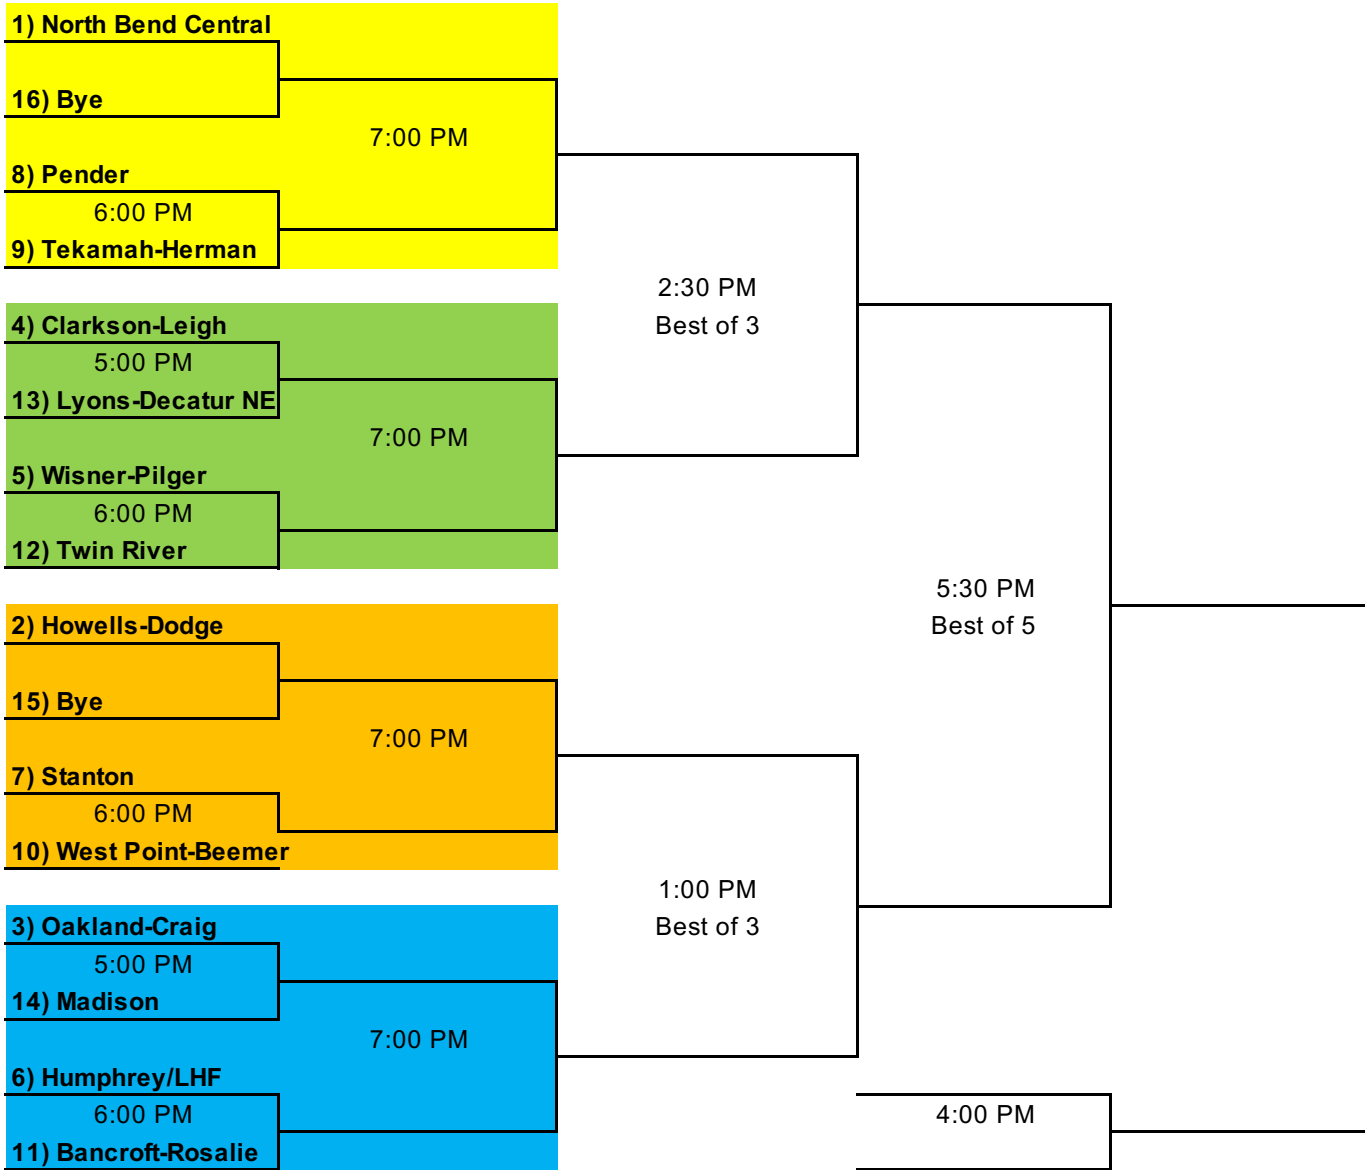 1) North Bend Central
16) Bye
7:00 PM
8) Pender
6:00 PM
9) Tekamah-Herman
2:30 PM
Best of 3
4) Clarkson-Leigh
5:00 PM
13) Lyons-Decatur NE
7:00 PM
5) Wisner-Pilger
6:00 PM
12) Twin River
5:30 PM
Best of 5
2) Howells-Dodge
15) Bye
7:00 PM
7) Stanton
6:00 PM
10) West Point-Beemer
1:00 PM
Best of 3
3) Oakland-Craig
5:00 PM
14) Madison
7:00 PM
6) Humphrey/LHF
6:00 PM
11) Bancroft-Rosalie
4:00 PM